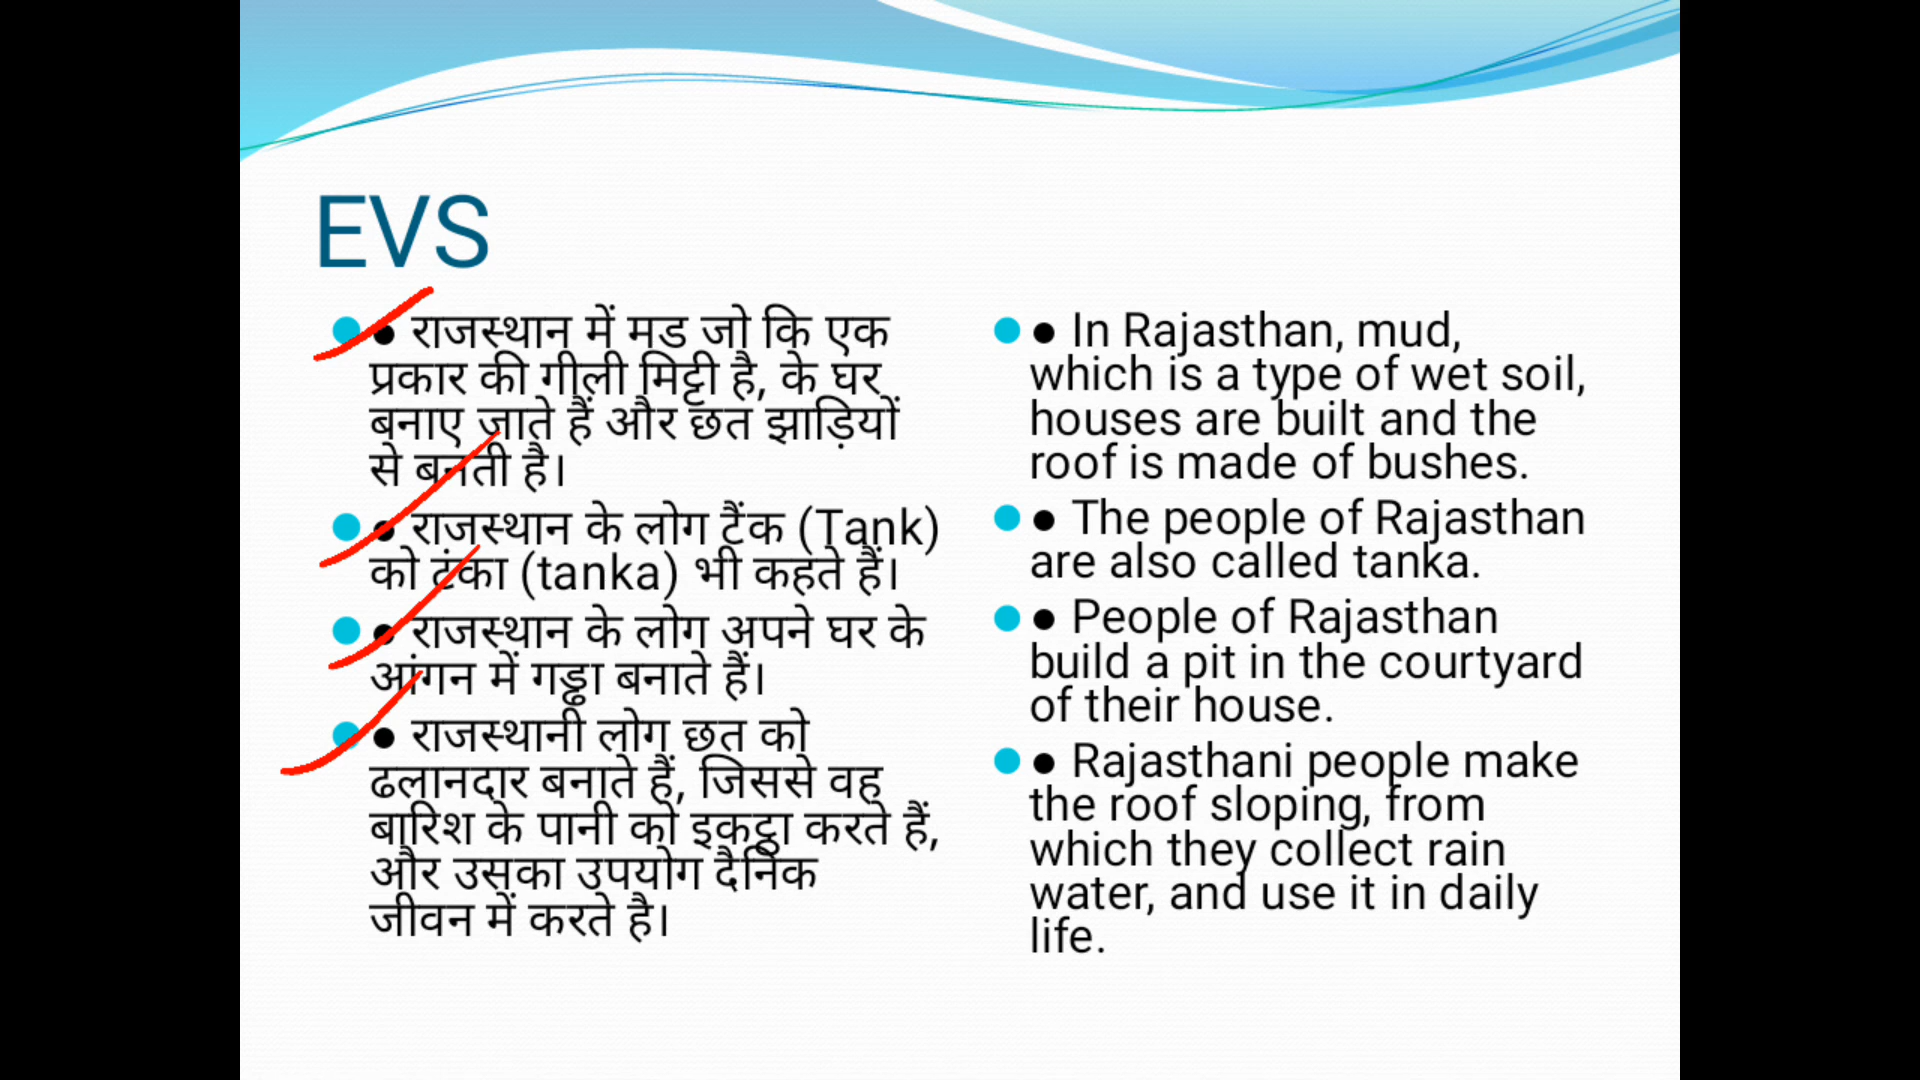 EVS
● राजस्थान में मड जो कि एक
प्रकार की गीली मिट्टी है, के घर
बनाए जाते हैं और छत झाड़ियों
से बनती है।
● राजस्थान के लोग टैंक (Tank)
को टंका (tanka) भी कहते हैं।
● राजस्थान के लोग अपने घर के
आंगन में गड्ढा बनाते हैं।
● राजस्थानी लोग छत को
ढलानदार बनाते हैं, जिससे वह
बारिश के पानी को इकट्ठा करते हैं,
और उसका उपयोग दैनिक
जीवन में करते है।
● In Rajasthan, mud,
which is a type of wet soil,
houses are built and the
roof is made of bushes.
● The people of Rajasthan
are also called tanka.
● People of Rajasthan
build a pit in the courtyard
of their house.
● Rajasthani people make
the roof sloping, from
which they collect rain
water, and use it in daily
life.